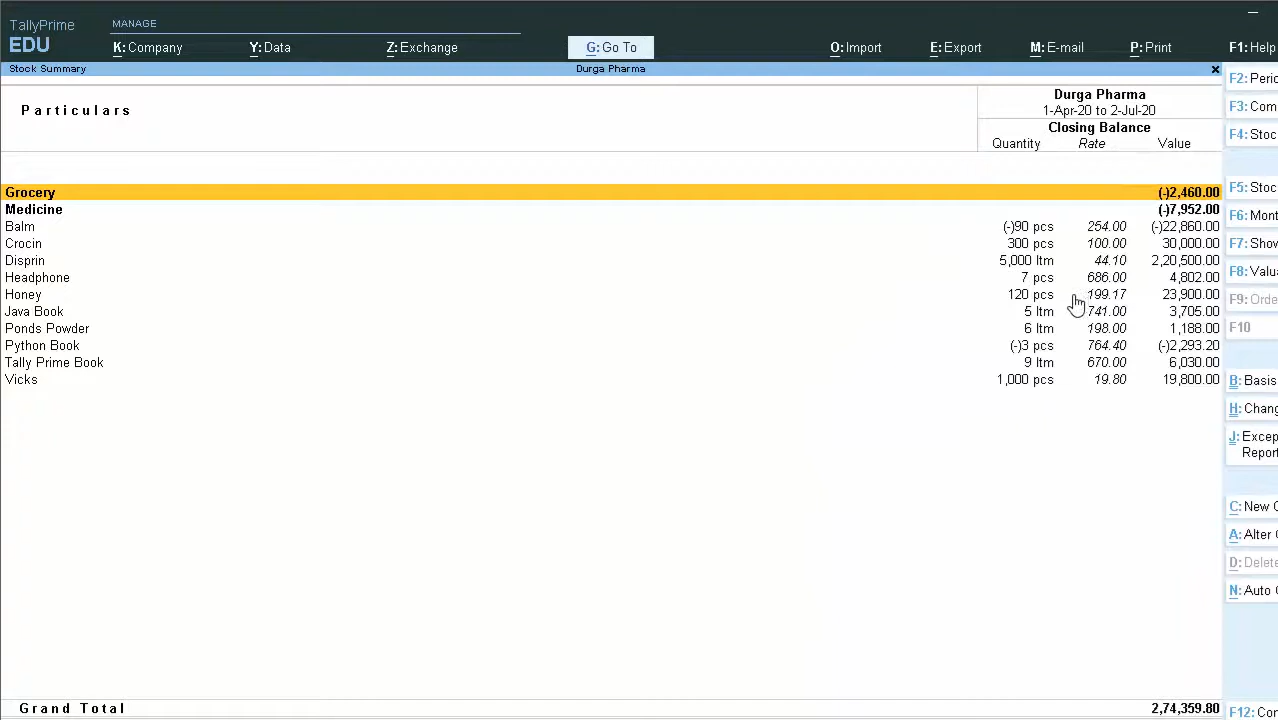 TallyPrime MANAGE
EDU K:Company Y:Data Z:Exchange G:Go To O:Import E:Export M:E-mail P:Print F1:Help
Stock Summary Durga Pharma
F2: Perio
Particulars Durga Pharma
1-Apr-20 to 2-Jul-20 F3: Com
Closing Balance F4: Stoc
Quantity Rate Value
Grocery (-)2,460.00 F5: Stoc
Medicine (-)7,952.00 F6: Mont
Balm (-)90 pcs 254.00 (-)22,860.00
Crocin 300 pcs 100.00 30,000.00 F7: Show
Disprin 5,000 ltm 44.10 2,20,500.00
Headphone 7 pcs 686.00 4,802.00 F8: Valua
Honey 120 pcs 199.17 23,900.00 F9: Orde
Java Book 5 ltm 741.00 3,705.00
Ponds Powder 6 ltm 198.00 1,188.00 F10
Python Book (-)3 pcs 764.40 (-)2,293.20
Tally Prime Book 9 ltm 670.00 6,030.00
Vicks 1,000 pcs 19.80 19,800.00 B: Basis
H: Chang
J: Excep
Report
C: New C
A: Alter C
D: Delete
N: Auto C
Grand Total 2,74,359.80 F12: Con